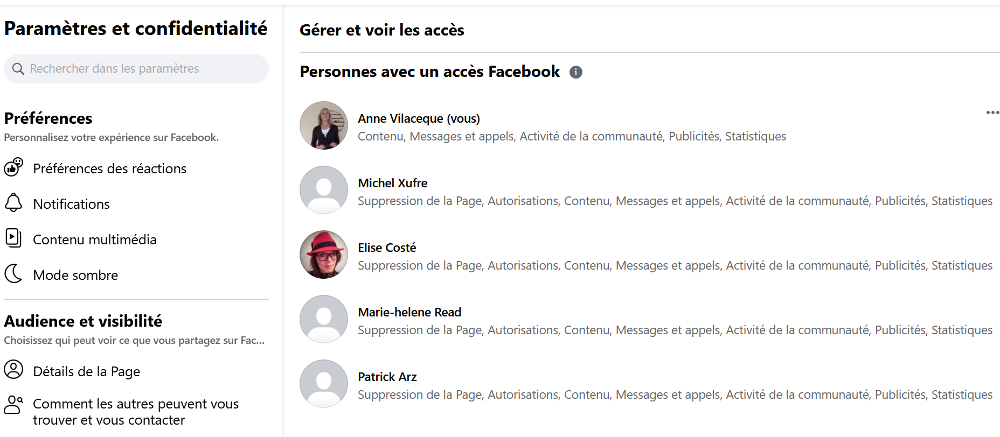 Paramètres et confidentialité
Rechercher dans les paramètres
Préférences
Personnalisez votre expérience sur Facebook.
Préférences des réactions
Notifications
Contenu multimédia
Mode sombre
Audience et visibilité
Choisissez qui peut voir ce que vous partagez sur Fac...
Détails de la Page
Comment les autres peuvent vous
trouver et vous contacter
Gérer et voir les accès
Personnes avec un accès Facebook
Anne Vilaceque (vous)
Contenu, Messages et appels, Activité de la communauté, Publicités, Statistiques
Michel Xufre
Suppression de la Page, Autorisations, Contenu, Messages et appels, Activité de la communauté, Publicités, Statistiques
Elise Costé
Suppression de la Page, Autorisations, Contenu, Messages et appels, Activité de la communauté, Publicités, Statistiques
Marie-helene Read
Suppression de la Page, Autorisations, Contenu, Messages et appels, Activité de la communauté, Publicités, Statistiques
Patrick Arz
Suppression de la Page, Autorisations, Contenu, Messages et appels, Activité de la communauté, Publicités, Statistiques